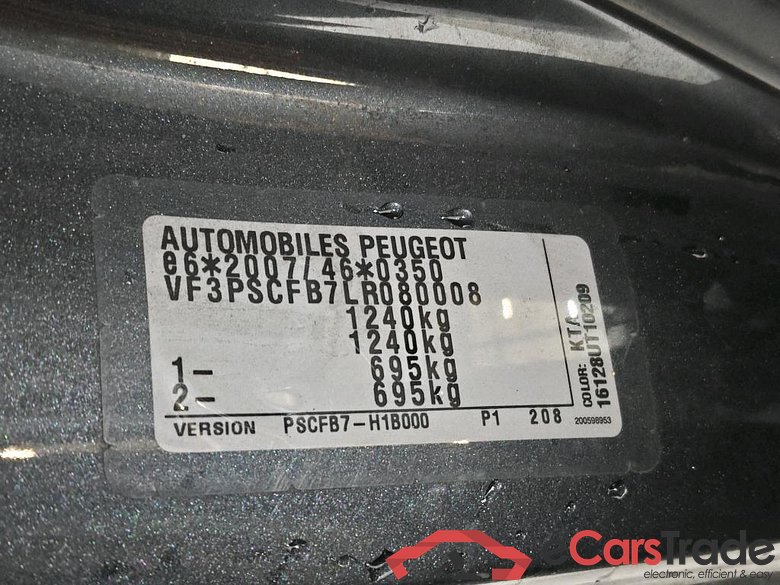 AUTOMOBILES PEUGEOT
e6*2007/46*0350
VF3PSCFB7LR080008
1240kg
1240kg
1- 695kg
2- 695kg
VERSION PSCFB7-H1B000 P1 208
COLOR: KTA
16128UT10209
200598953
eCarsTrade
electronic, efficient & easy